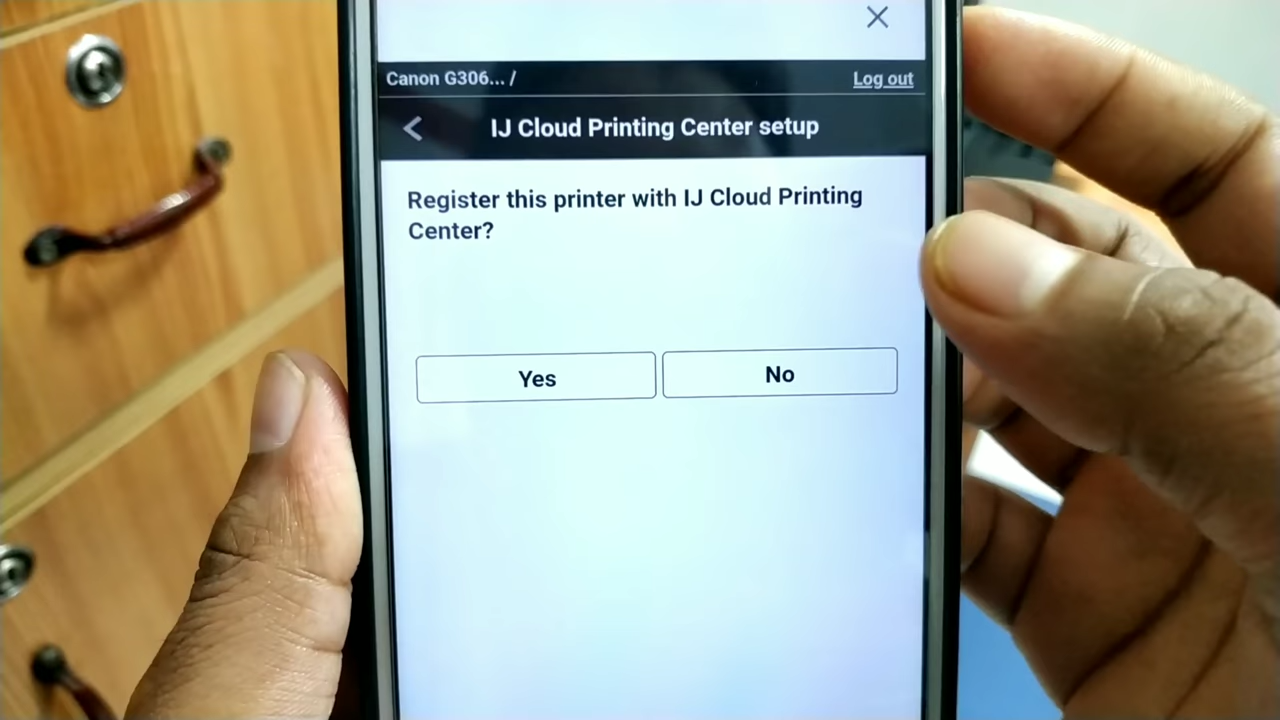 Canon G306... /
Log out
IJ Cloud Printing Center setup
Register this printer with IJ Cloud Printing
Center?
Yes
No